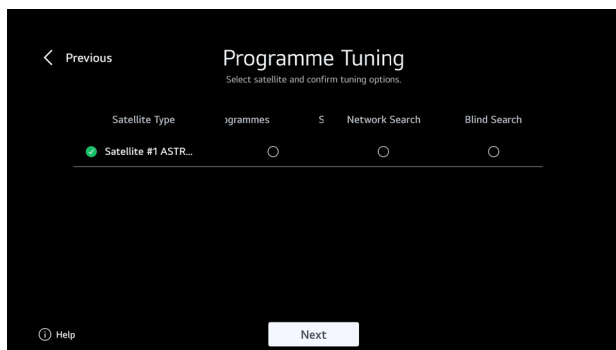 Previous
Programme Tuning
Select satellite and confirm tuning options.
Satellite Type ogrammes S Network Search Blind Search
Satellite #1 ASTR...
Help
Next